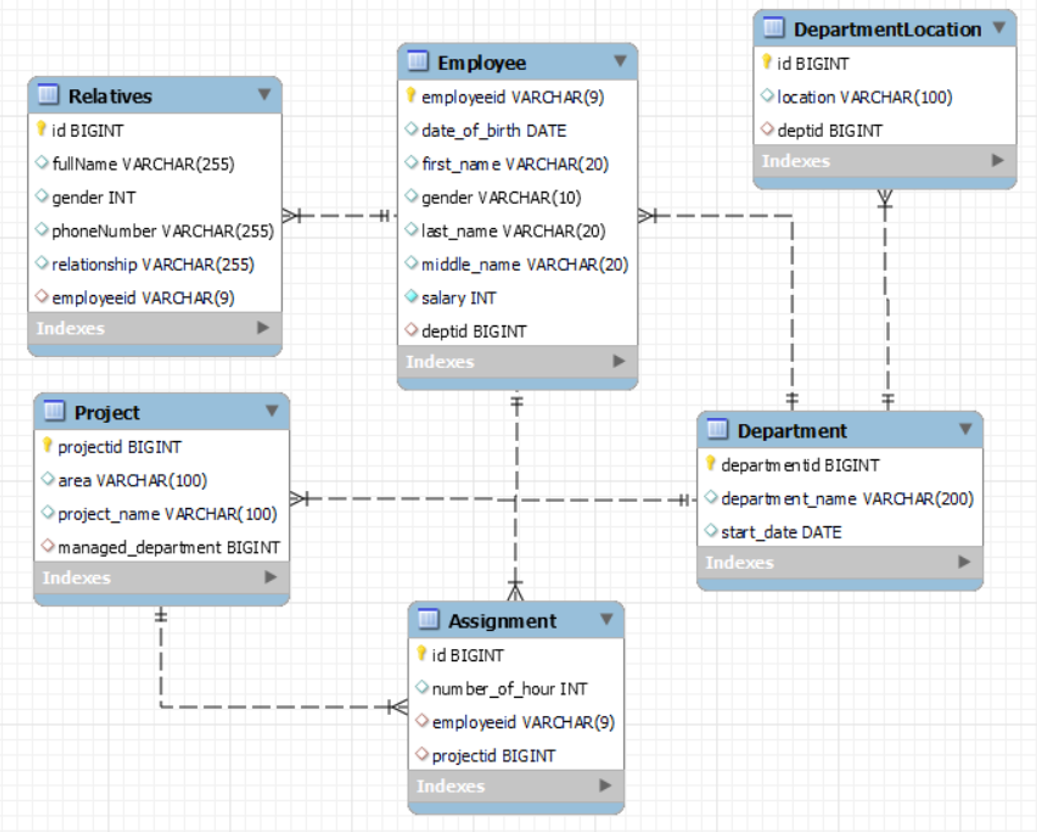 Relatives
id BIGINT
fullName VARCHAR(255)
gender INT
phoneNumber VARCHAR(255)
relationship VARCHAR(255)
employeeid VARCHAR(9)
Indexes
Employee
employeeid VARCHAR(9)
date_of_birth DATE
first_name VARCHAR(20)
gender VARCHAR(10)
last_name VARCHAR(20)
middle_name VARCHAR(20)
salary INT
deptid BIGINT
Indexes
DepartmentLocation
id BIGINT
location VARCHAR(100)
deptid BIGINT
Indexes
Project
projectid BIGINT
area VARCHAR(100)
project_name VARCHAR(100)
managed_department BIGINT
Indexes
Department
departmentid BIGINT
department_name VARCHAR(200)
start_date DATE
Indexes
Assignment
id BIGINT
number_of_hour INT
employeeid VARCHAR(9)
projectid BIGINT
Indexes